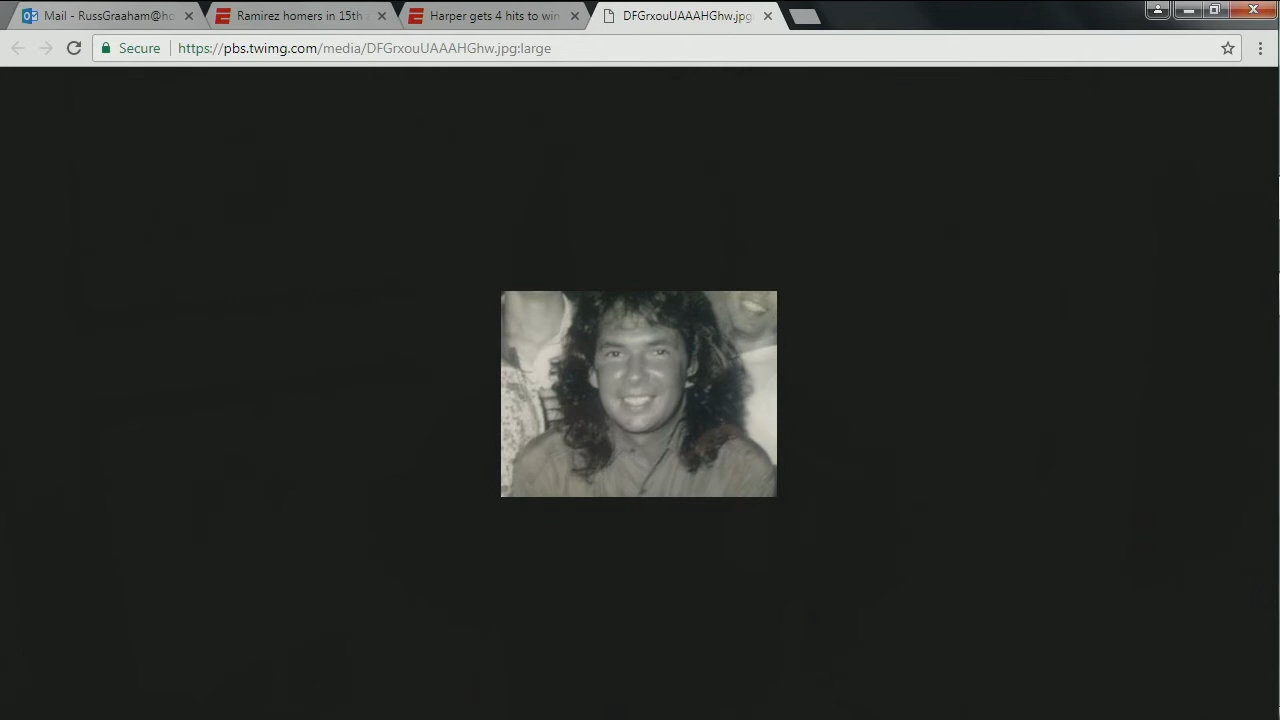 Mail - RussGraaham@ho
Ramirez homers in 15th a
Harper gets 4 hits to win
DFGrxouUAAAHGhw.jpg
Secure
https://pbs.twimg.com/media/DFGrxouUAAAHGhw.jpg:large